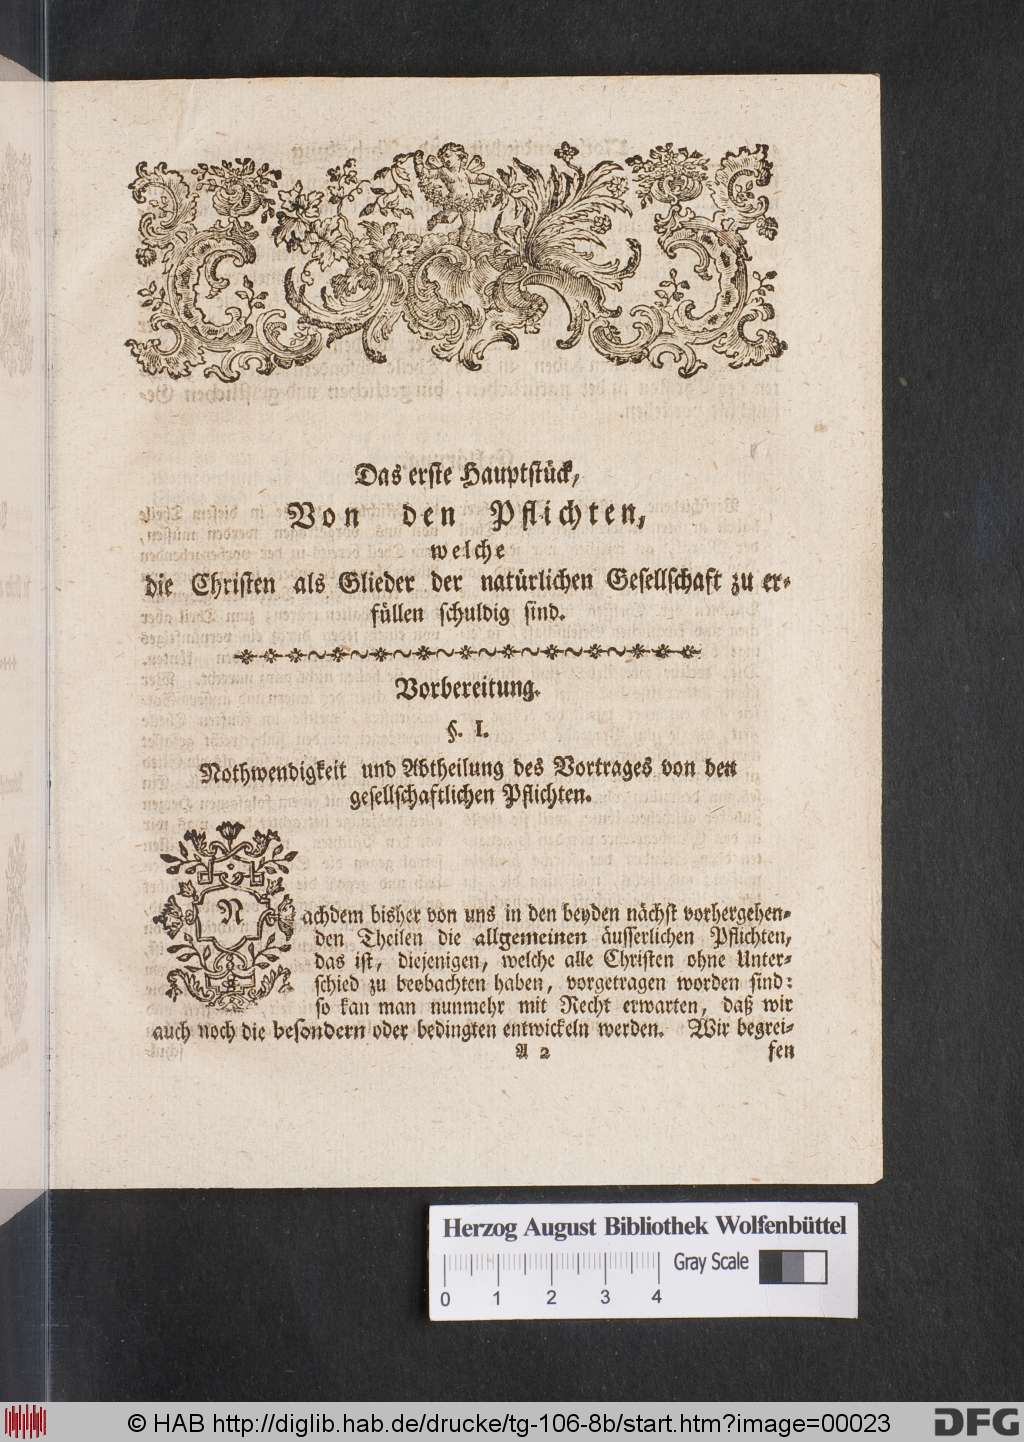 Das erste Hauptstück,
Von den Pflichten,
welche
die Christen als Glieder der natürlichen Gesellschaft zu er-
füllen schuldig sind.
Vorbereitung.
§. I.
Nothwendigkeit und Abtheilung des Vortrages von den
gesellschaftlichen Pflichten.
Nachdem bisher von uns in den beyden nächst vorhergehen-
den Theilen die allgemeinen äusserlichen Pflichten,
das ist, diejenigen, welche alle Christen ohne Unter-
schied zu beobachten haben, vorgetragen worden sind:
so kan man nunmehr mit Recht erwarten, daß wir
auch noch die besondern oder bedingten entwickeln werden. Wir begrei-
A 2 fen
Herzog August Bibliothek Wolfenbüttel
Gray Scale
0 1 2 3 4
© HAB http://diglib.hab.de/drucke/tg-106-8b/start.htm?image=00023
DFG